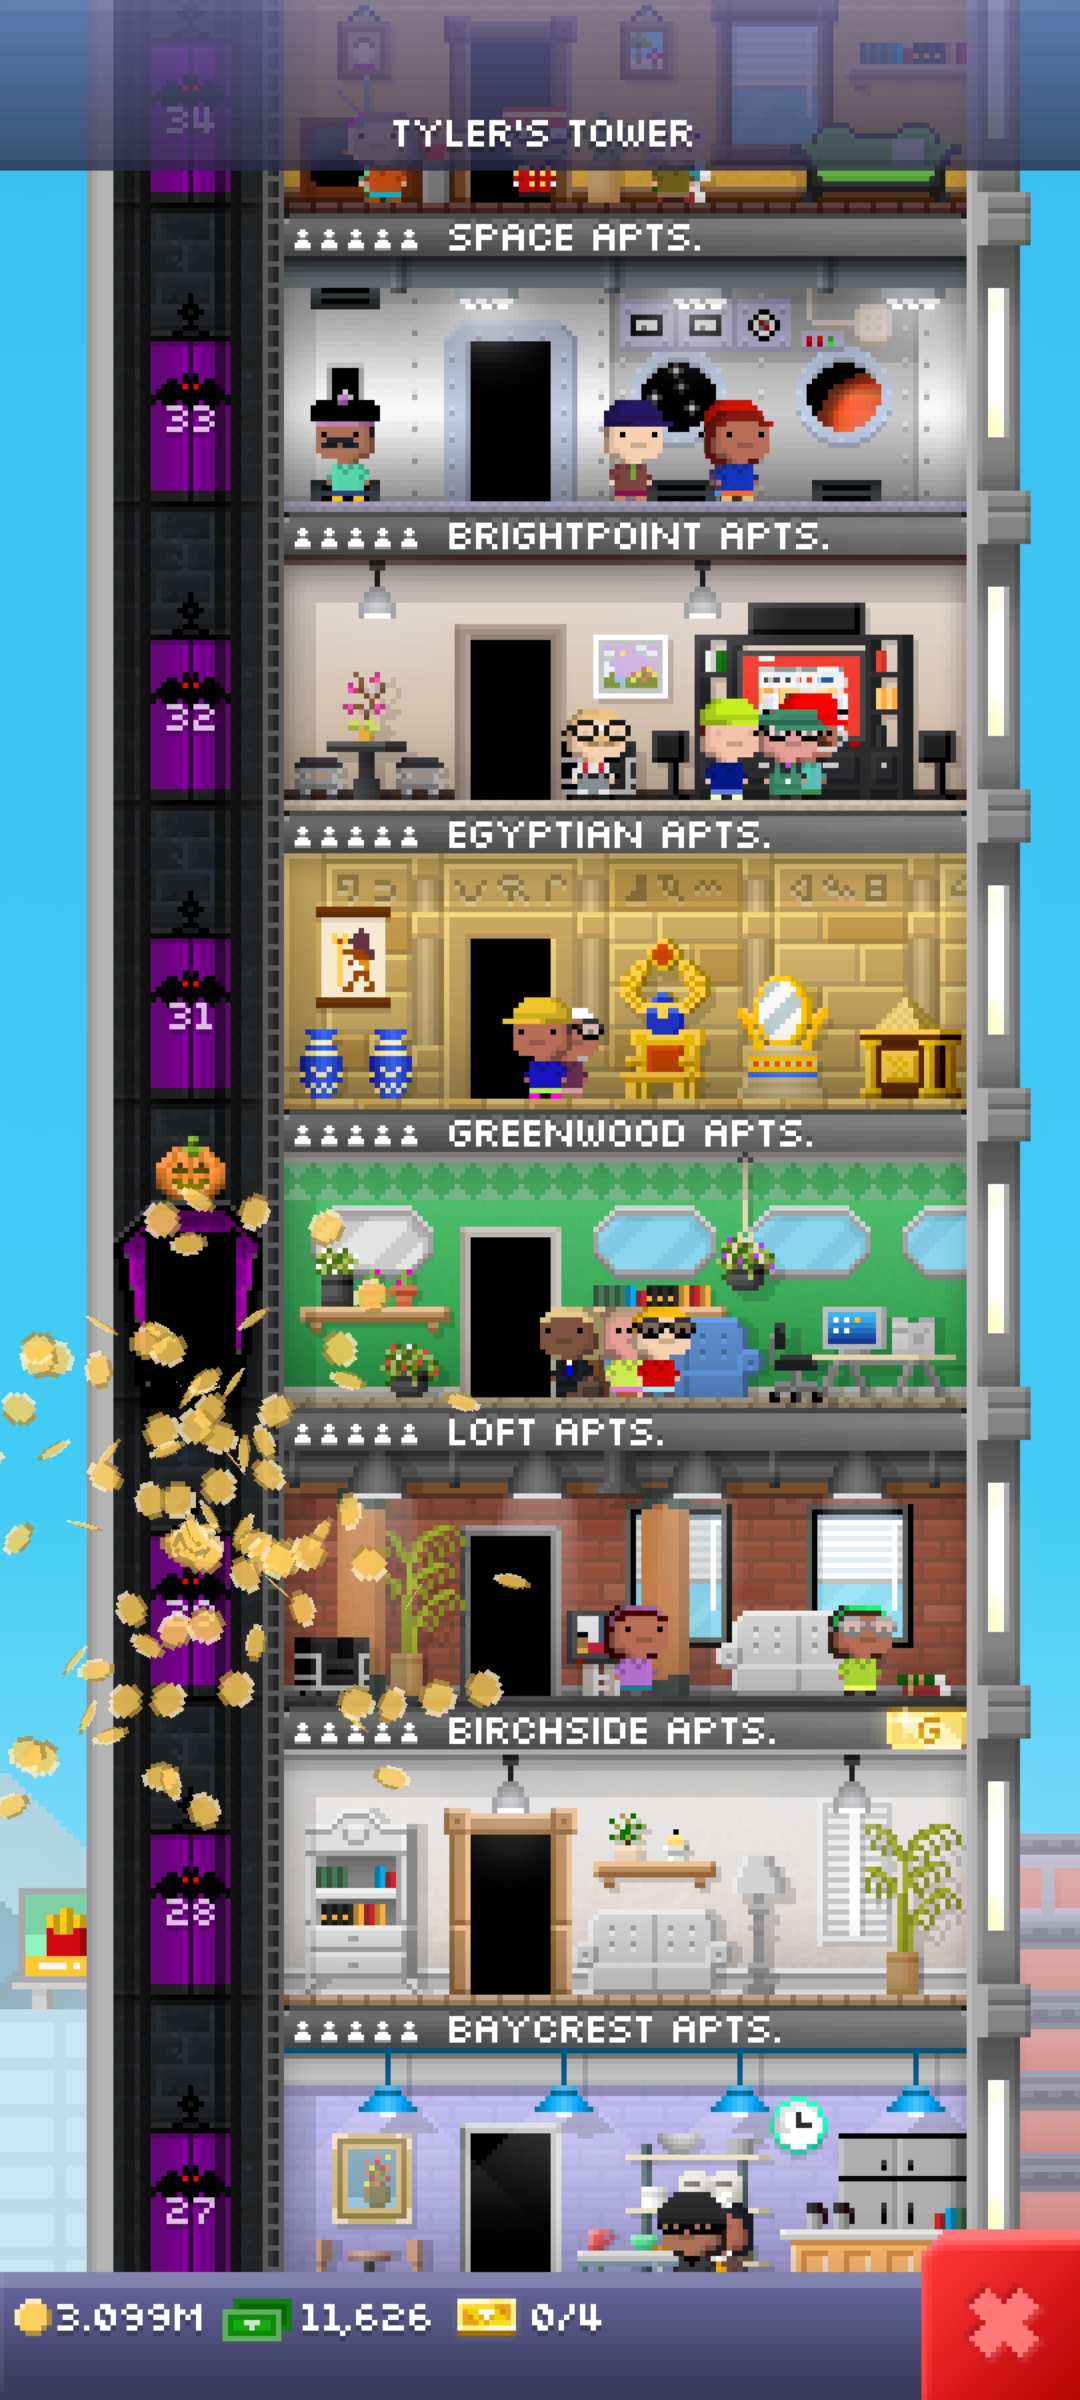 34
TYLER'S TOWER
SPACE APTS.
33
BRIGHTPOINT APTS.
32
EGYPTIAN APTS.
31
GREENWOOD APTS.
LOFT APTS.
BIRCHSIDE APTS. G
28
BAYCREST APTS.
27
3.099M 11,626 0/4